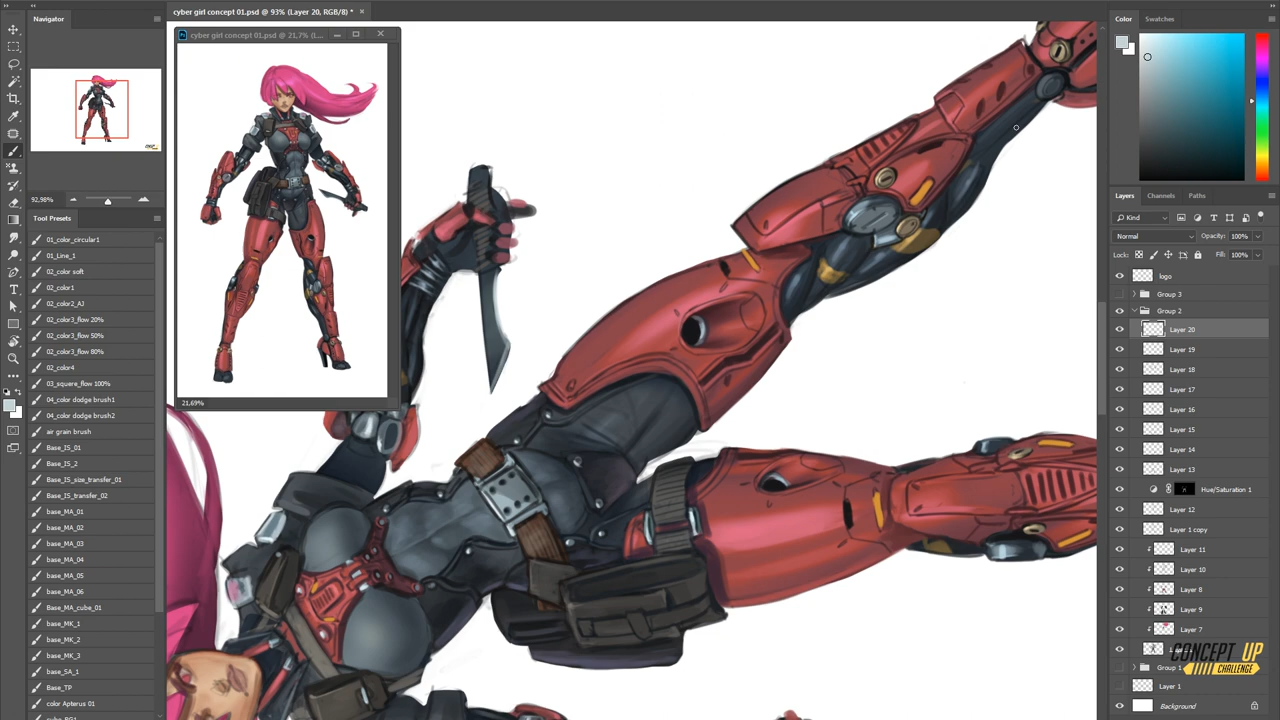 cyber girl concept 01.psd @ 93% (Layer 20, RGB/8) *
Navigator
92,98%
Tool Presets
01_color_circular1
01_Line_1
02_color soft
02_color1
02_color2_AJ
02_color3_flow 20%
02_color3_flow 50%
02_color3_flow 80%
02_color4
03_squere_flow 100%
04_color dodge brush1
04_color dodge brush2
air grain brush
Base_IS_01
Base_IS_2
Base_IS_size_transfer_01
Base_IS_transfer_02
base_MA_01
base_MA_02
base_MA_03
base_MA_04
base_MA_05
base_MA_06
base_MA_cube_01
base_MK_1
base_MK_2
base_MK_3
base_SA_1
Base_TP
color Apterus 01
cyber girl concept 01.psd @ 21,7% (L...
21,69%
Color
Swatches
Layers
Channels
Paths
Kind
Normal
Opacity: 100%
Lock:
Fill: 100%
logo
Group 3
Group 2
Layer 20
Layer 19
Layer 18
Layer 17
Layer 16
Layer 15
Layer 14
Layer 13
Hue/Saturation 1
Layer 12
Layer 1 copy
Layer 11
Layer 10
Layer 8
Layer 9
Layer 7
CONCEPT UP
CHALLENGE
Group 1
Layer 1
Background